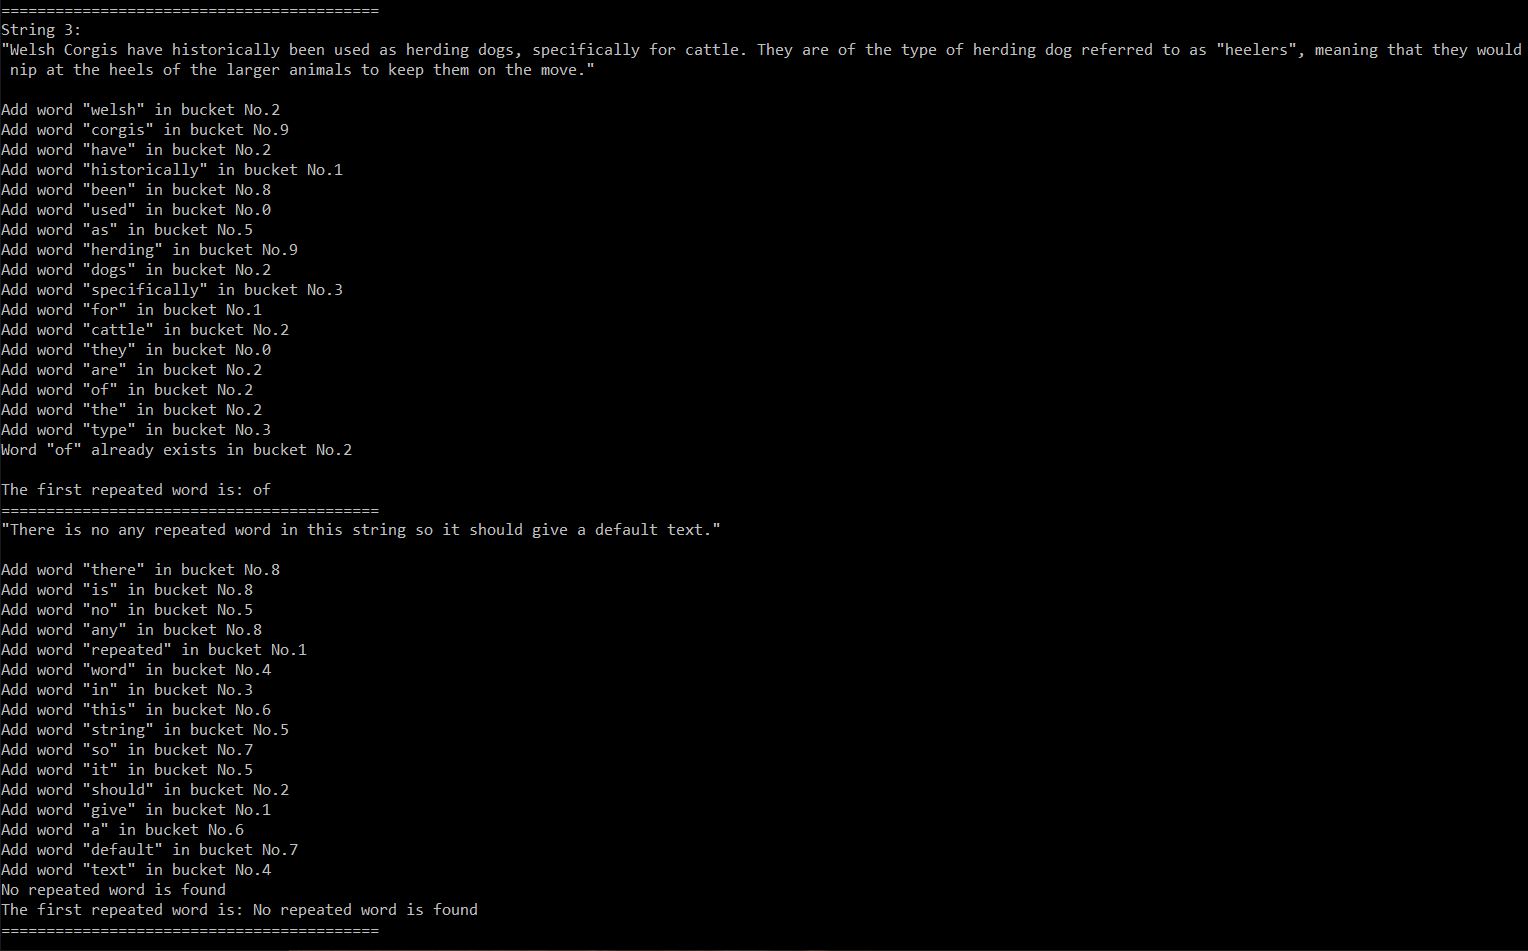 ==========================================
String 3:
"Welsh Corgis have historically been used as herding dogs, specifically for cattle. They are of the type of herding dog referred to as "heelers", meaning that they would
 nip at the heels of the larger animals to keep them on the move."
Add word "welsh" in bucket No.2
Add word "corgis" in bucket No.9
Add word "have" in bucket No.2
Add word "historically" in bucket No.1
Add word "been" in bucket No.8
Add word "used" in bucket No.0
Add word "as" in bucket No.5
Add word "herding" in bucket No.9
Add word "dogs" in bucket No.2
Add word "specifically" in bucket No.3
Add word "for" in bucket No.1
Add word "cattle" in bucket No.2
Add word "they" in bucket No.0
Add word "are" in bucket No.2
Add word "of" in bucket No.2
Add word "the" in bucket No.2
Add word "type" in bucket No.3
Word "of" already exists in bucket No.2
The first repeated word is: of
==========================================
"There is no any repeated word in this string so it should give a default text."
Add word "there" in bucket No.8
Add word "is" in bucket No.8
Add word "no" in bucket No.5
Add word "any" in bucket No.8
Add word "repeated" in bucket No.1
Add word "word" in bucket No.4
Add word "in" in bucket No.3
Add word "this" in bucket No.6
Add word "string" in bucket No.5
Add word "so" in bucket No.7
Add word "it" in bucket No.5
Add word "should" in bucket No.2
Add word "give" in bucket No.1
Add word "a" in bucket No.6
Add word "default" in bucket No.7
Add word "text" in bucket No.4
No repeated word is found
The first repeated word is: No repeated word is found
==========================================